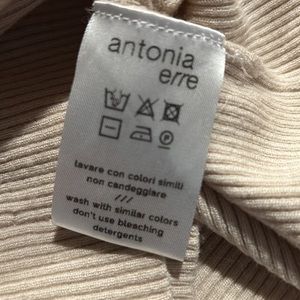 antonia
erre
lavare con colori simili
non candeggiare
///
wash with similar colors
don't use bleaching
detergents